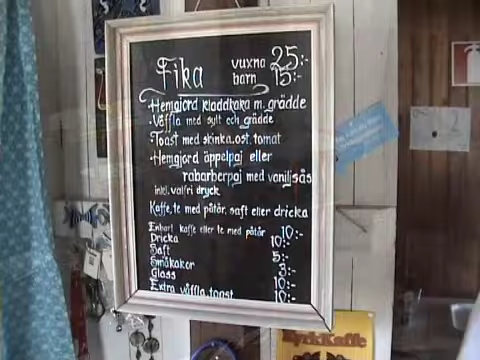 Fika
vuxna 25:-
barn 15:-
·Hemgjord kladdkaka m. grädde
·Våffla med sylt och grädde
·Toast med skinka, ost, tomat
·Hemgjord äppelpaj eller
rabarberpaj med vaniljsås
inkl. valfri dryck
Kaffe, te med påtår, saft eller dricka
Enbart kaffe eller te med påtår 10:-
Dricka 10:-
Saft 5:-
Småkakor 3:-
Glass 10:-
Extra våffla, toast 10:-
KyrkKaffe